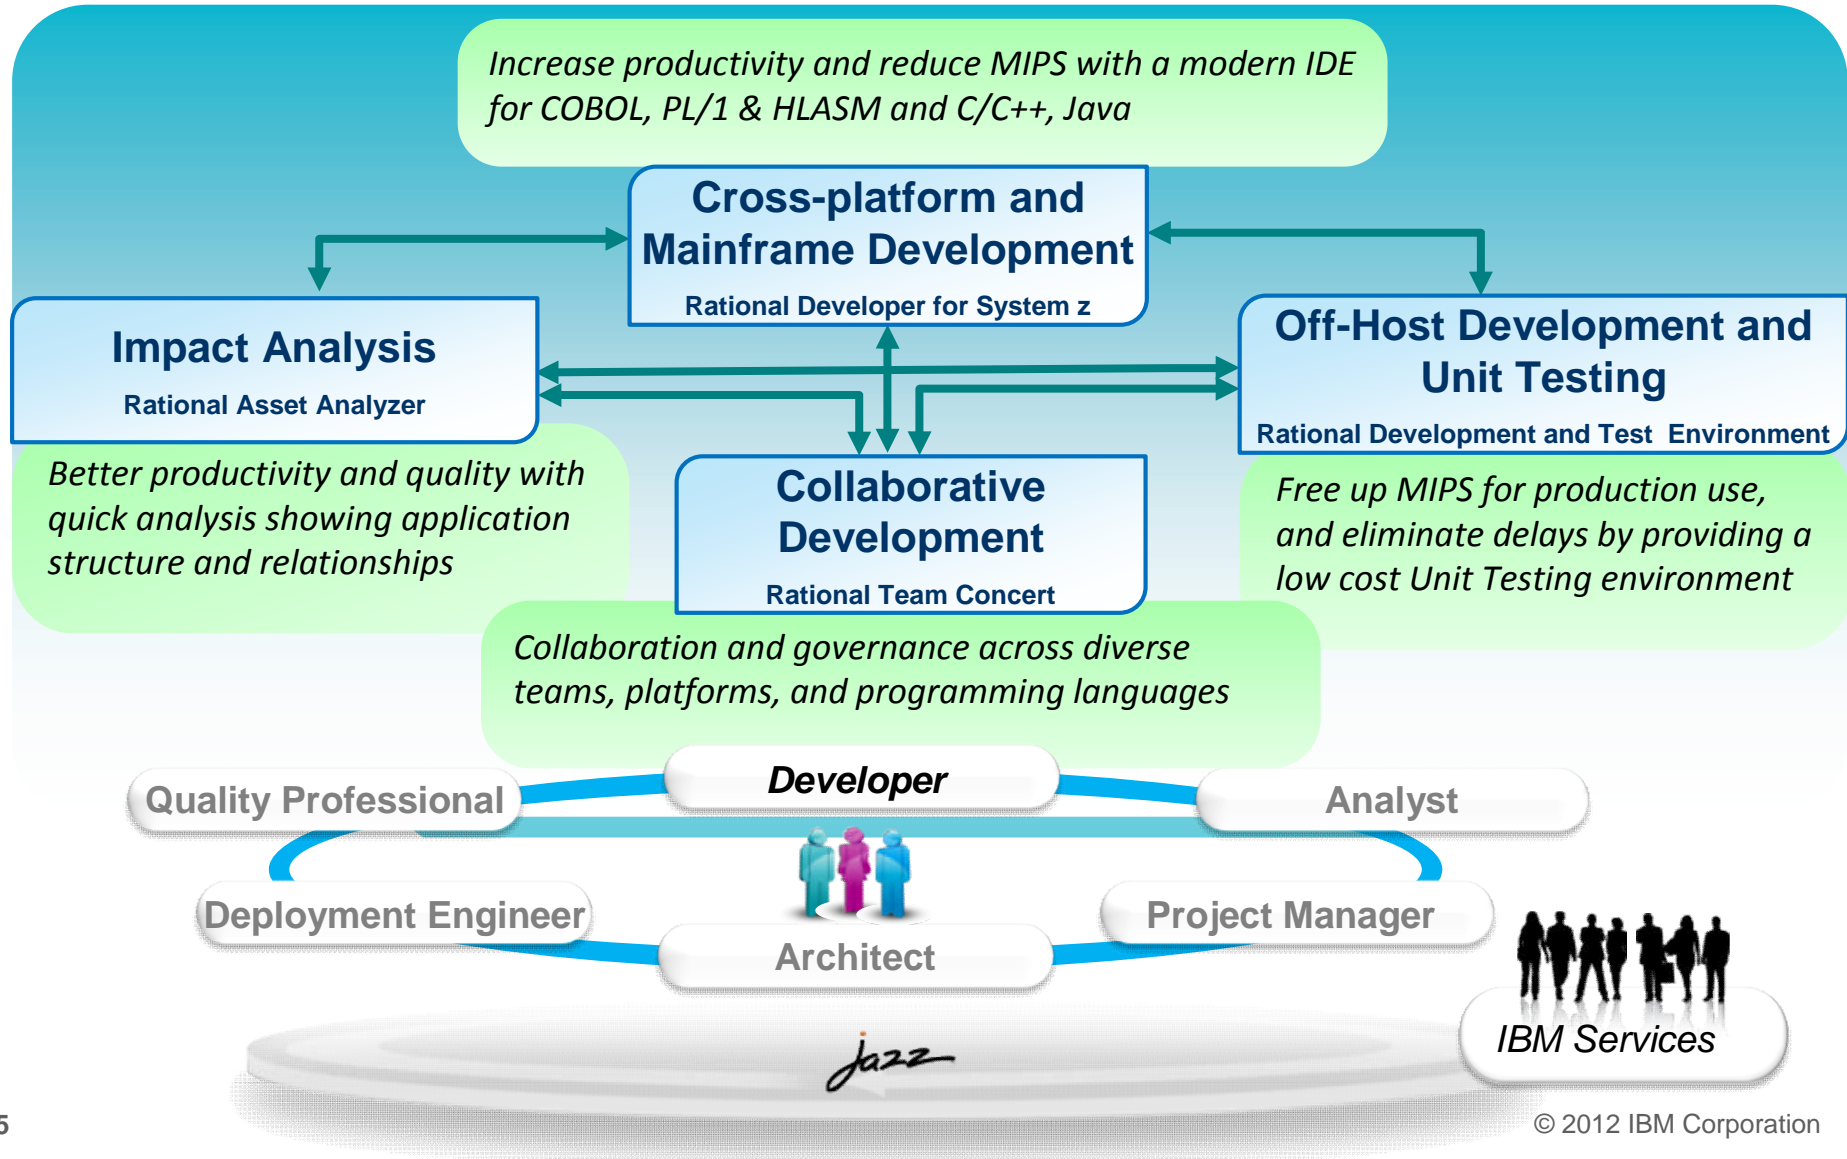 Increase productivity and reduce MIPS with a modern IDE
for COBOL, PL/1 & HLASM and C/C++, Java
Cross-platform and
Mainframe Development
Rational Developer for System z
Impact Analysis
Rational Asset Analyzer
Off-Host Development and
Unit Testing
Rational Development and Test Environment
Better productivity and quality with
quick analysis showing application
structure and relationships
Collaborative
Development
Rational Team Concert
Free up MIPS for production use,
and eliminate delays by providing a
low cost Unit Testing environment
Collaboration and governance across diverse
teams, platforms, and programming languages
Quality Professional
Developer
Analyst
Deployment Engineer
Architect
Project Manager
IBM Services
jazz
5
© 2012 IBM Corporation